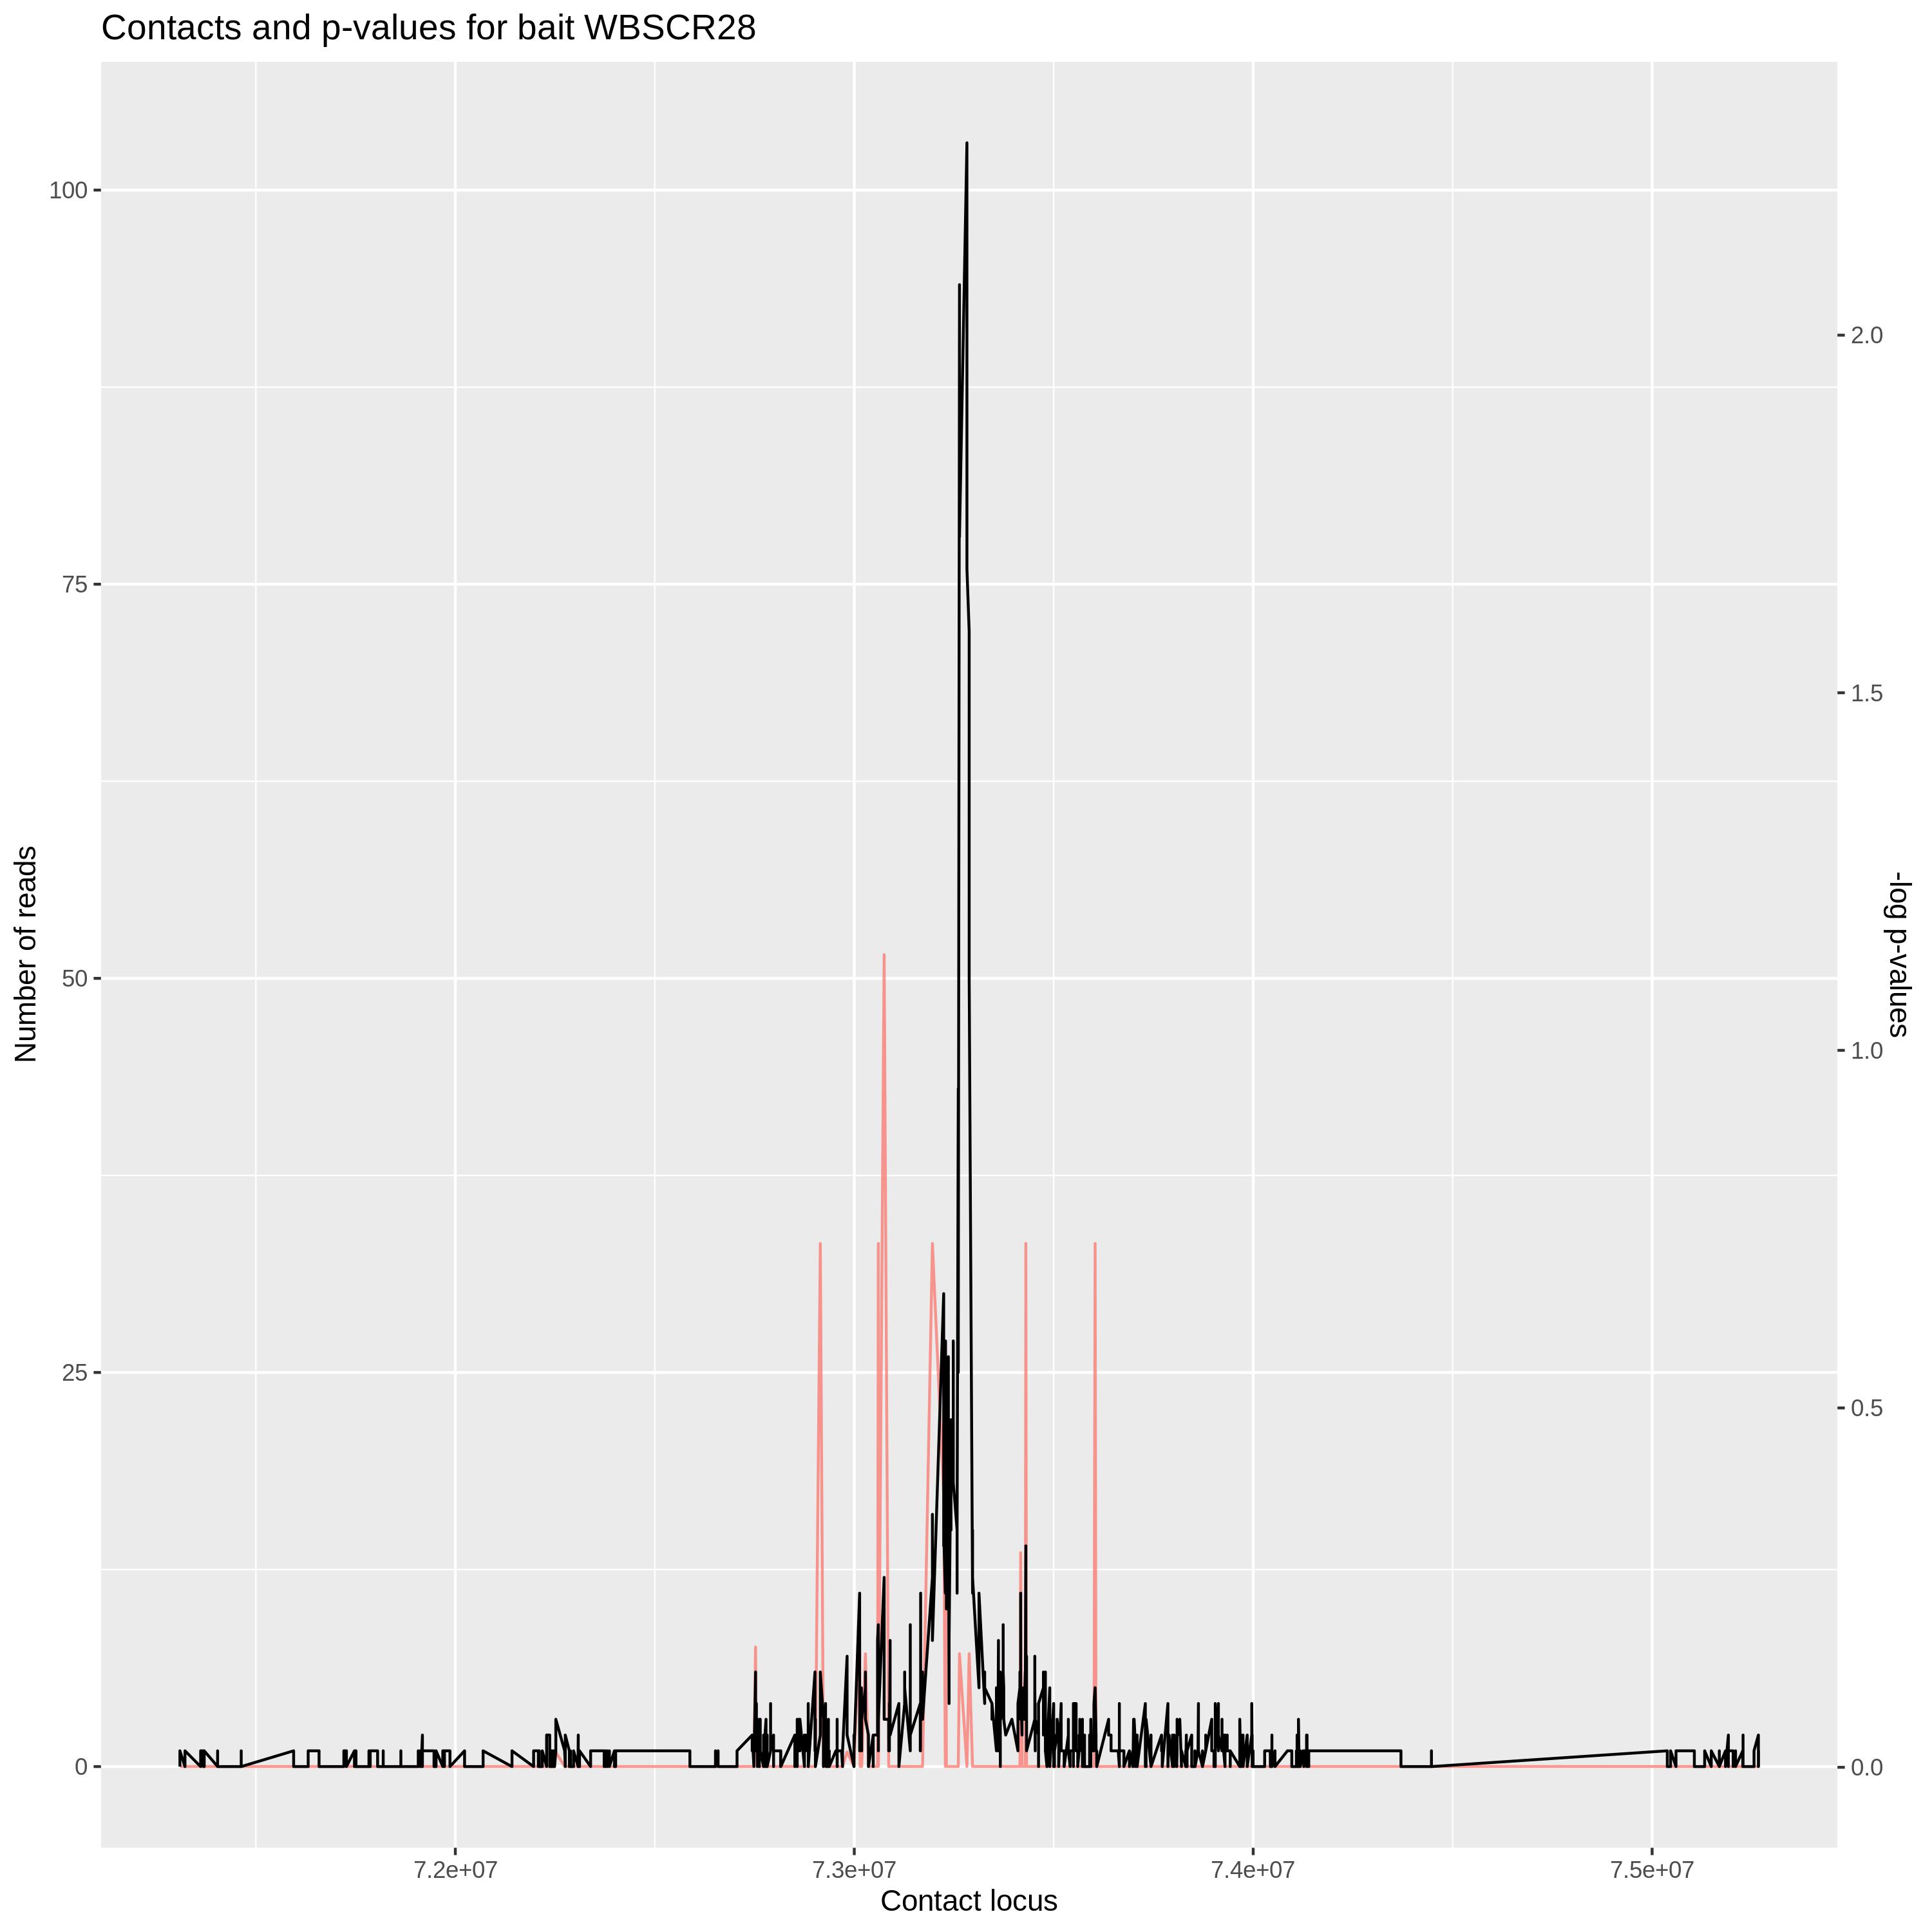 Contacts and p-values for bait WBSCR28
100
75
50
25
0
Number of reads
2.0
1.5
1.0
0.5
0.0
-log p-values
7.2e+07 7.3e+07 7.4e+07 7.5e+07
Contact locus